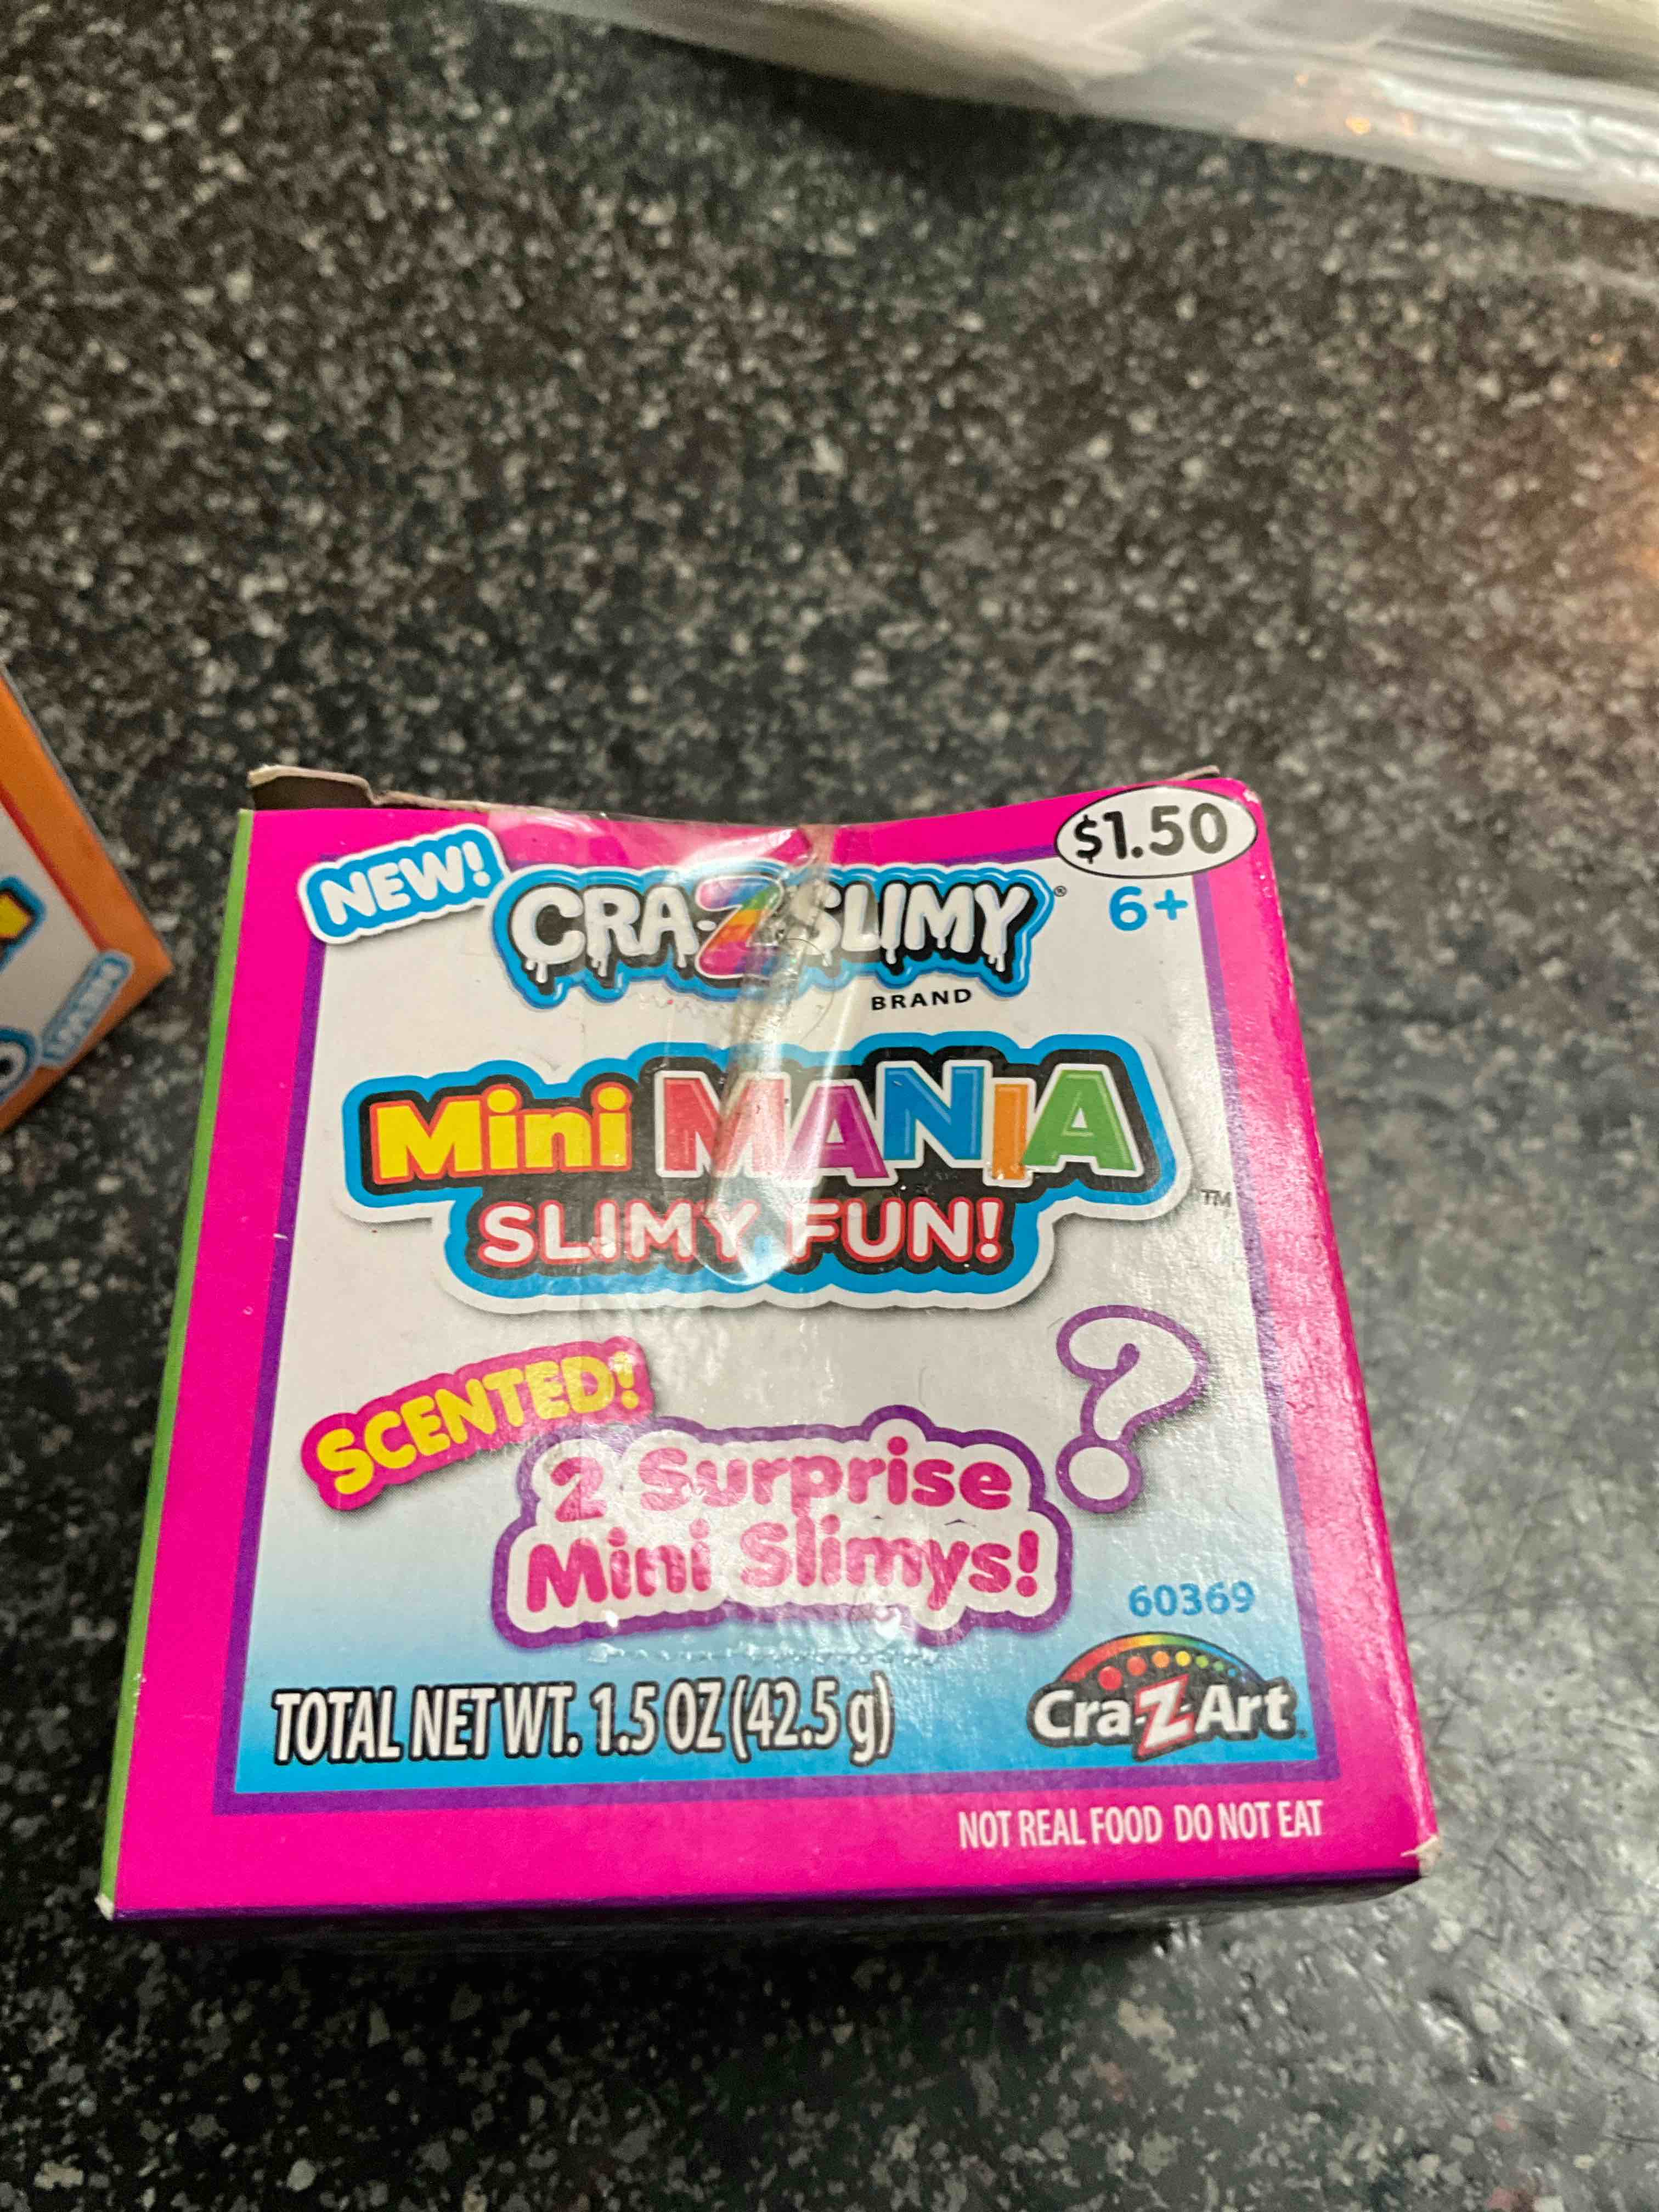 $1.50
NEW!
CRA-Z-SLIMY®
6+
BRAND
Mini MANIA
SLIMY FUN!
TM
SCENTED!
?
2 Surprise
Mini Slimys!
60369
TOTAL NET WT. 1.5 OZ (42.5 g)
Cra-Z-Art
NOT REAL FOOD DO NOT EAT
NEW!